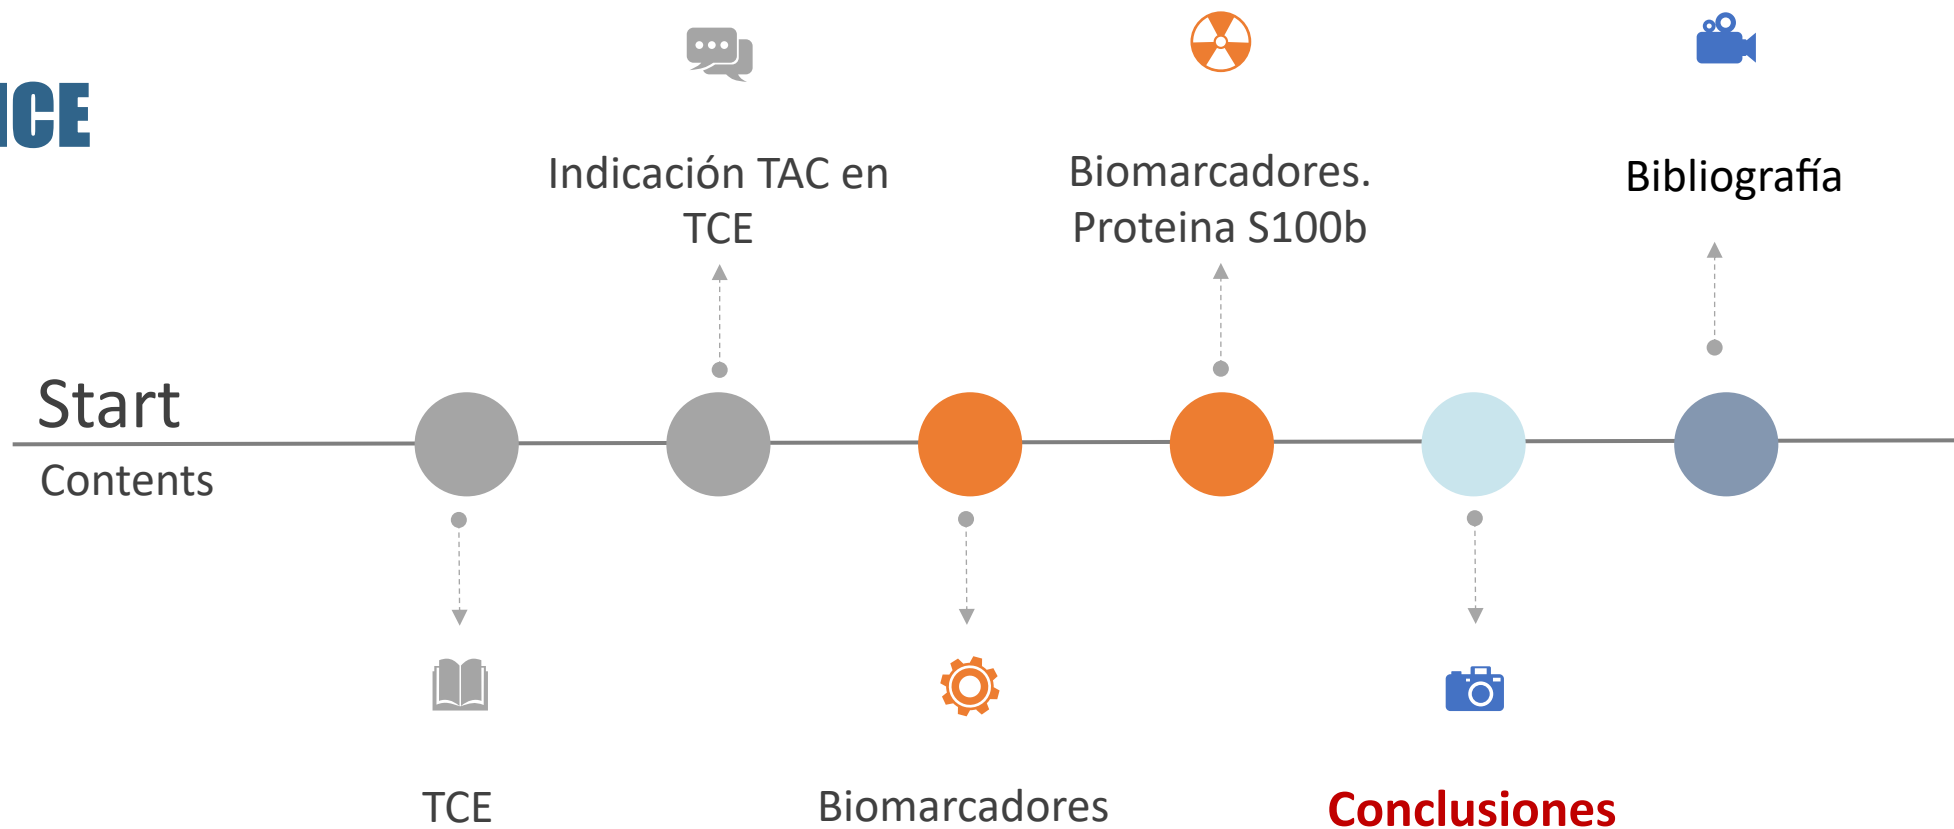 ICE
Indicación TAC en
TCE
Biomarcadores.
Proteina S100b
Bibliografía
Start
Contents
TCE
Biomarcadores
Conclusiones